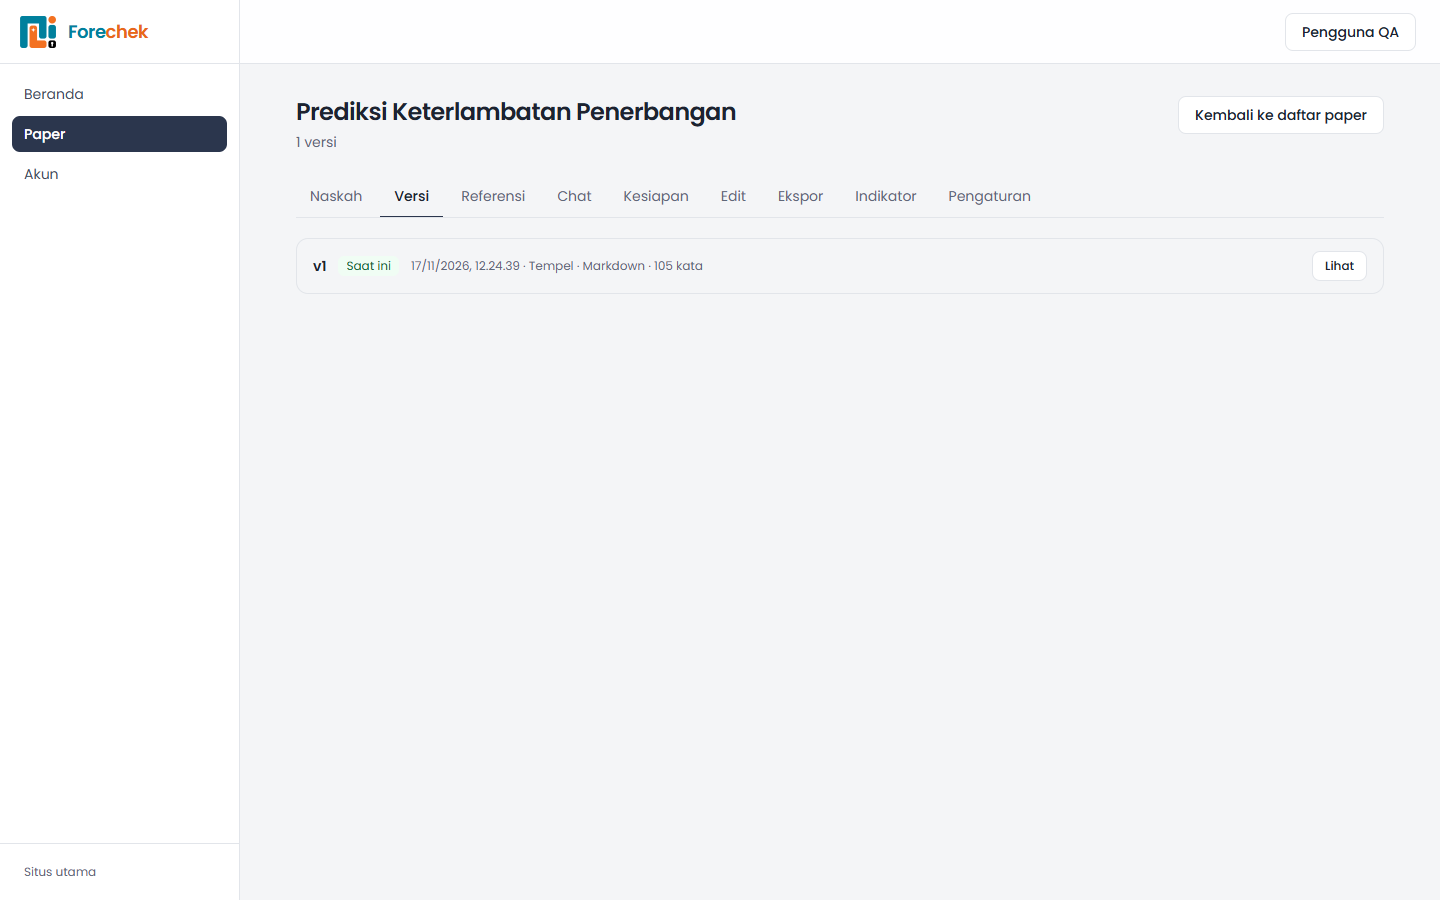 Forechek
Pengguna QA
Beranda
Paper
Akun
Prediksi Keterlambatan Penerbangan
Kembali ke daftar paper
1 versi
Naskah Versi Referensi Chat Kesiapan Edit Ekspor Indikator Pengaturan
v1 Saat ini 17/11/2026, 12.24.39 · Tempel · Markdown · 105 kata Lihat
Situs utama